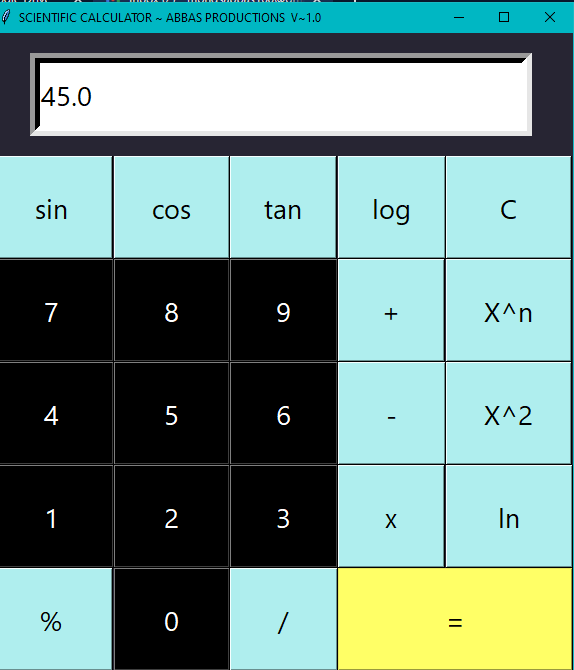 SCIENTIFIC CALCULATOR ~ ABBAS PRODUCTIONS V~1.0
45.0
sin cos tan log C
7 8 9 + X^n
4 5 6 - X^2
1 2 3 x ln
% 0 / =